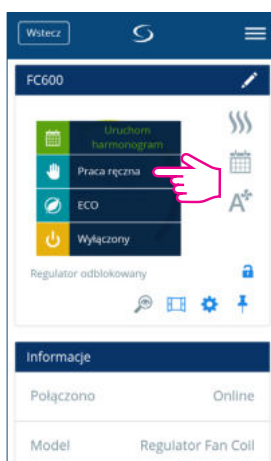 Wstecz
FC600
Uruchom
harmonogram
Praca ręczna
ECO
Wyłączony
A
Regulator odblokowany
Informacje
Połączono Online
Model Regulator Fan Coil